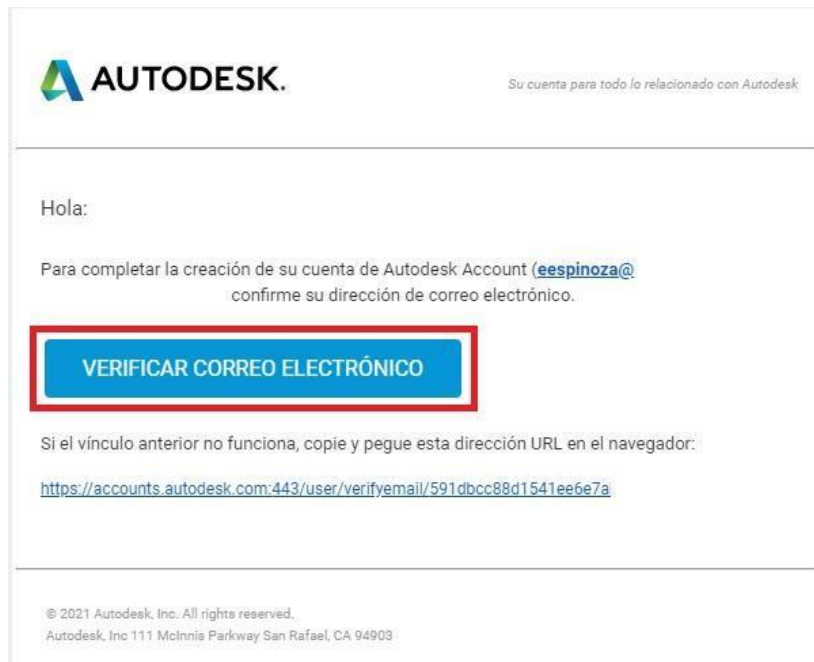 AUTODESK.
Su cuenta para todo lo relacionado con Autodesk
Hola:
Para completar la creación de su cuenta de Autodesk Account (eespinoza@
confirme su dirección de correo electrónico.
VERIFICAR CORREO ELECTRÓNICO
Si el vínculo anterior no funciona, copie y pegue esta dirección URL en el navegador:
https://accounts.autodesk.com:443/user/verifyemail/591dbcc88d1541ee6e7a
© 2021 Autodesk, Inc. All rights reserved.
Autodesk, Inc 111 McInnis Parkway San Rafael, CA 94903